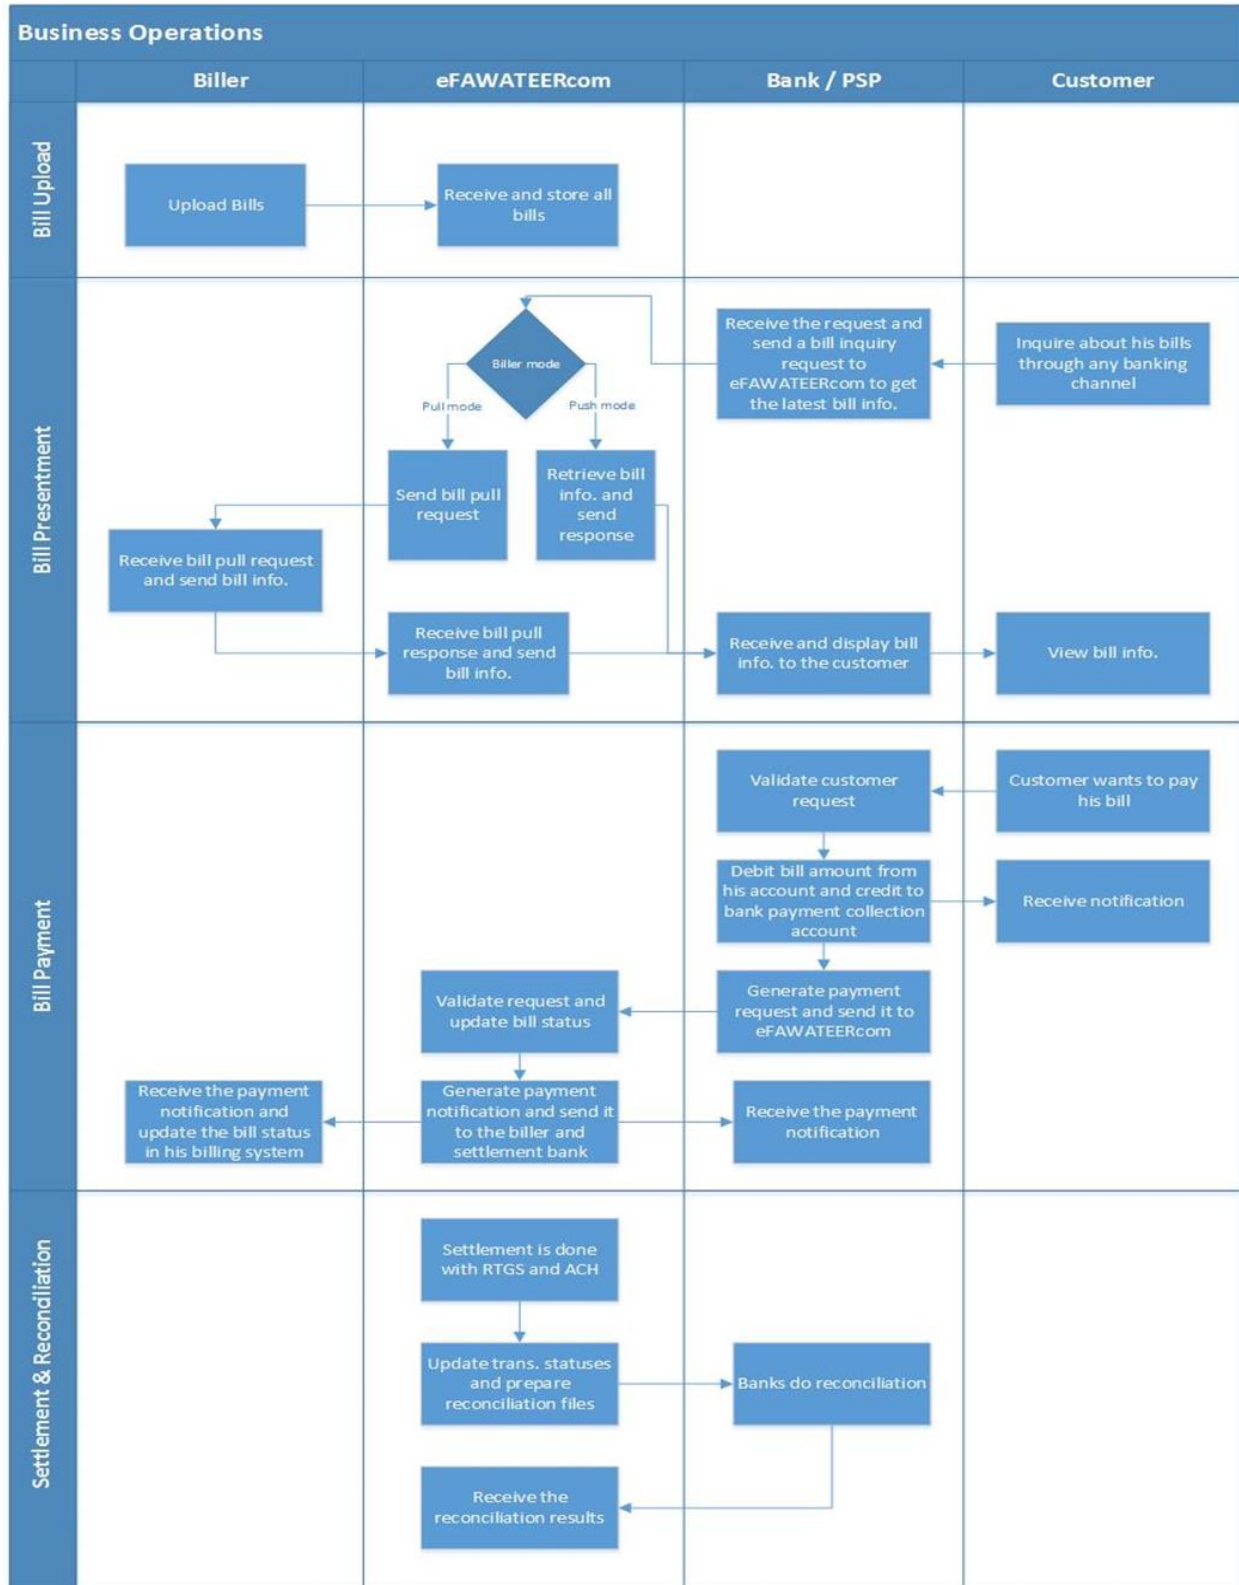 Business Operations
Biller
eFAWATEERcom
Bank / PSP
Customer
Bill Upload
Upload Bills
Receive and store all
bills
Bill Presentment
Biller mode
Pull mode
Push mode
Receive the request and
send a bill inquiry
request to
eFAWATEERcom to get
the latest bill info.
Inquire about his bills
through any banking
channel
Send bill pull
request
Retrieve bill
info. and
send
response
Receive bill pull request
and send bill info.
Receive bill pull
response and send
bill info.
Receive and display bill
info. to the customer
View bill info.
Bill Payment
Validate customer
request
Customer wants to pay
his bill
Debit bill amount from
his account and credit to
bank payment collection
account
Receive notification
Validate request and
update bill status
Generate payment
request and send it to
eFAWATEERcom
Receive the payment
notification and
update the bill status
in his billing system
Generate payment
notification and send it
to the biller and
settlement bank
Receive the payment
notification
Settlement & Recondliation
Settlement is done
with RTGS and ACH
Update trans. statuses
and prepare
reconciliation files
Banks do reconciliation
Receive the
reconciliation results